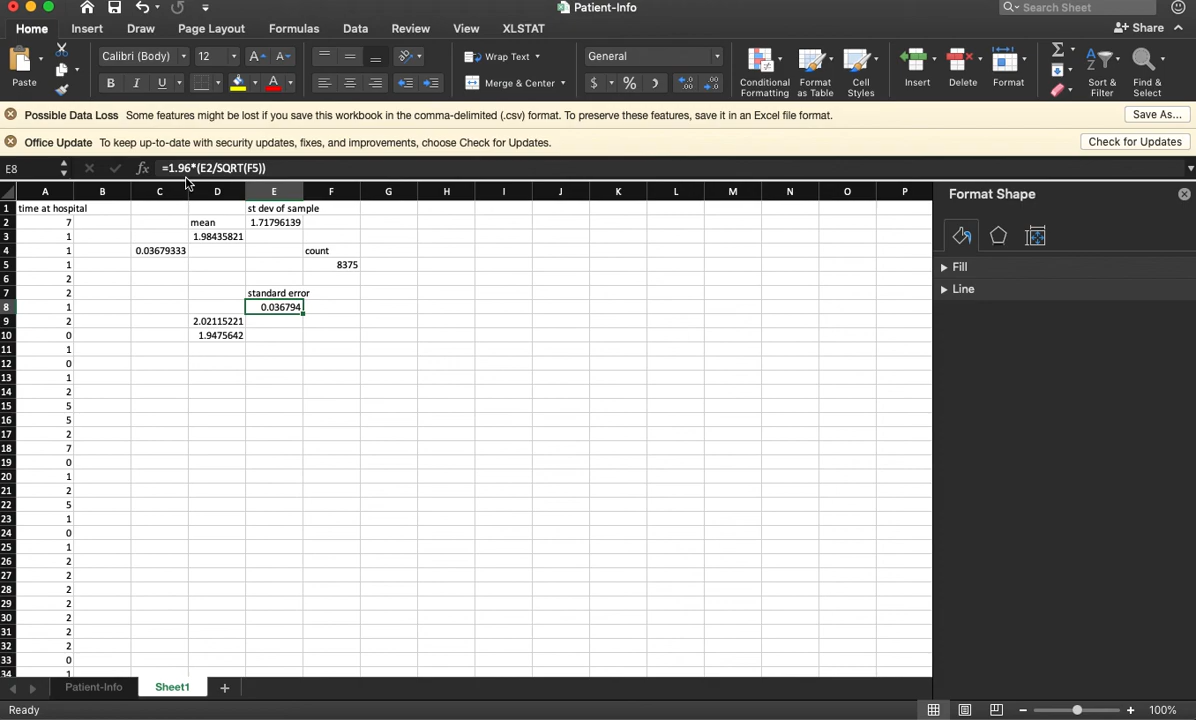 Patient-Info
Search Sheet
Home Insert Draw Page Layout Formulas Data Review View XLSTAT Share
Paste Calibri (Body) 12 A A Wrap Text General Conditional Formatting Format as Table Cell Styles Insert Delete Format Sort & Filter Find & Select
B I U A Merge & Center $ %
Possible Data Loss Some features might be lost if you save this workbook in the comma-delimited (.csv) format. To preserve these features, save it in an Excel file format. Save As...
Office Update To keep up-to-date with security updates, fixes, and improvements, choose Check for Updates. Check for Updates
E8 fx =1.96*(E2/SQRT(F5))
A B C D E F G H I J K L M N O P
Format Shape
Fill
Line
1 time at hospital st dev of sample
2 7 mean 1.71796139
3 1 1.98435821
4 1 0.03679333 count
5 1 8375
6 2
7 2 standard error
8 1 0.036794
9 2 2.02115221
10 0 1.9475642
11 1
12 0
13 1
14 2
15 5
16 5
17 2
18 7
19 0
20 1
21 2
22 5
23 1
24 0
25 1
26 2
27 2
28 2
29 2
30 2
31 2
32 2
33 0
34 1
Patient-Info Sheet1 +
Ready 100%